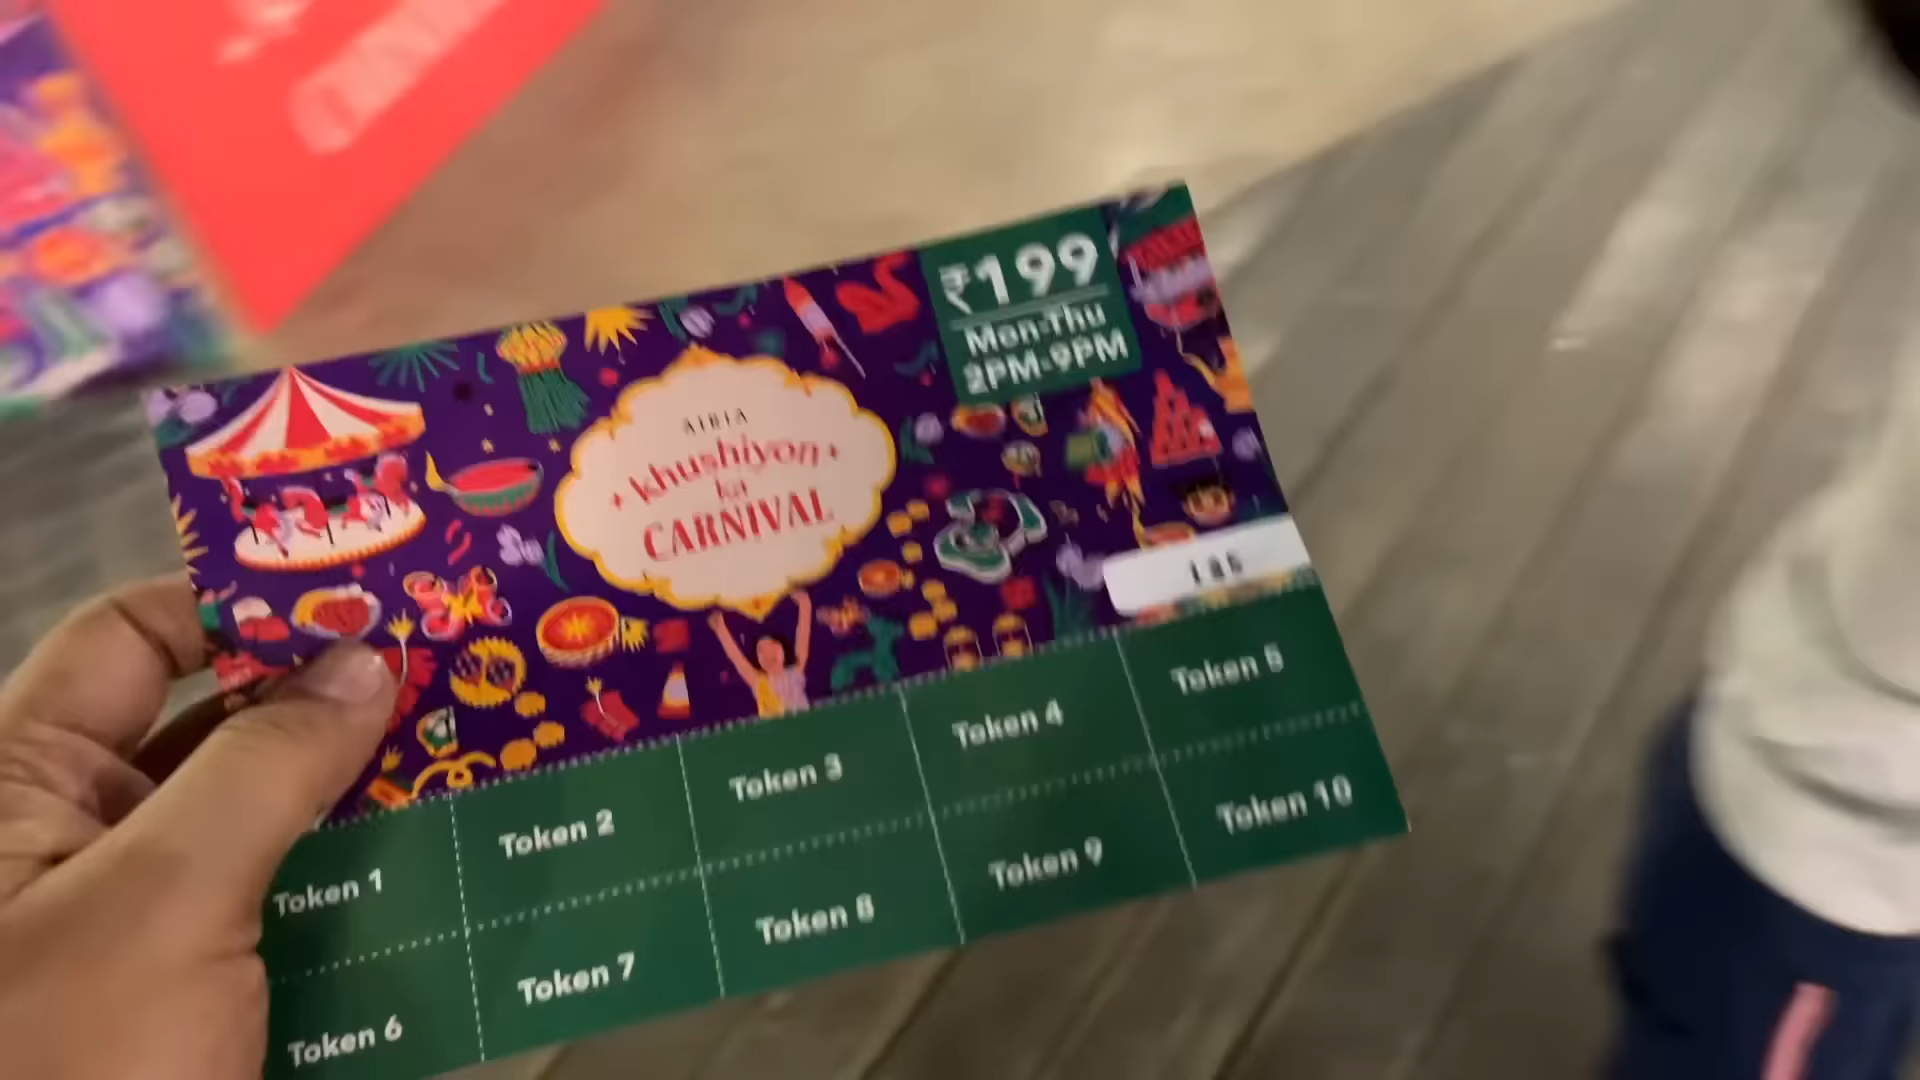 ₹199
Mon-Thu
2PM-9PM
AIRIA
khushiyon
ka
CARNIVAL
Token 1
Token 2
Token 3
Token 4
Token 5
Token 6
Token 7
Token 8
Token 9
Token 10